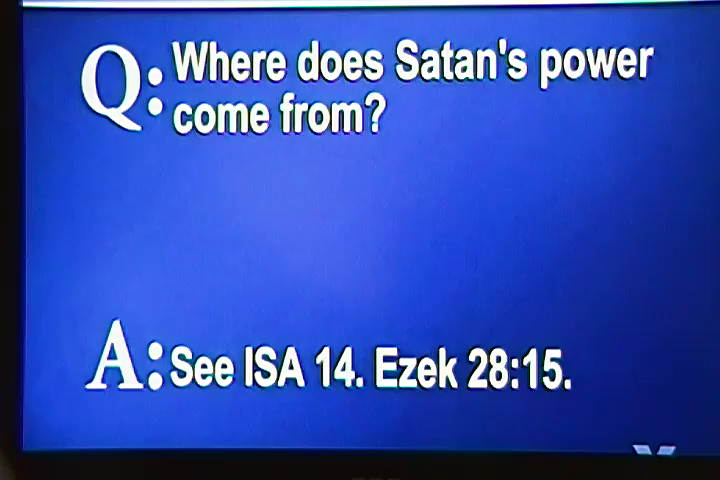 Q: Where does Satan's power
come from?
A: See ISA 14. Ezek 28:15.